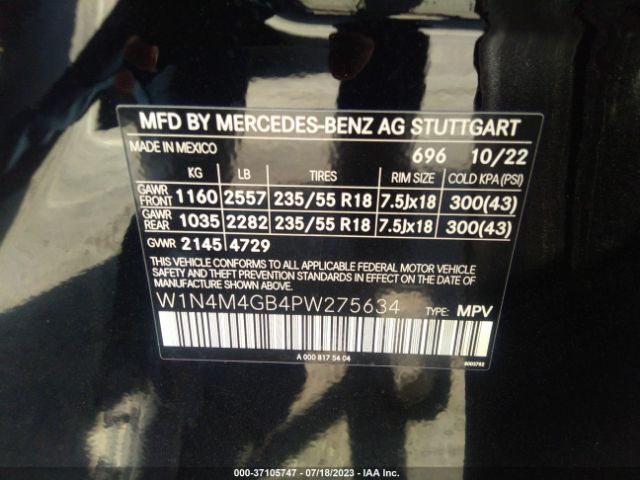 MFD BY MERCEDES-BENZ AG STUTTGART
MADE IN MEXICO 696 10/22
KG LB TIRES RIM SIZE COLD KPA (PSI)
GAWR FRONT 1160 2557 235/55 R18 7.5Jx18 300(43)
GAWR REAR 1035 2282 235/55 R18 7.5Jx18 300(43)
GVWR 2145 4729
THIS VEHICLE CONFORMS TO ALL APPLICABLE FEDERAL MOTOR VEHICLE
SAFETY AND THEFT PREVENTION STANDARDS IN EFFECT ON THE DATE OF
MANUFACTURE SHOWN ABOVE.
W1N4M4GB4PW275634 TYPE: MPV
A 000 817 54 04
0003792
000-37105747 - 07/18/2023 - IAA Inc.